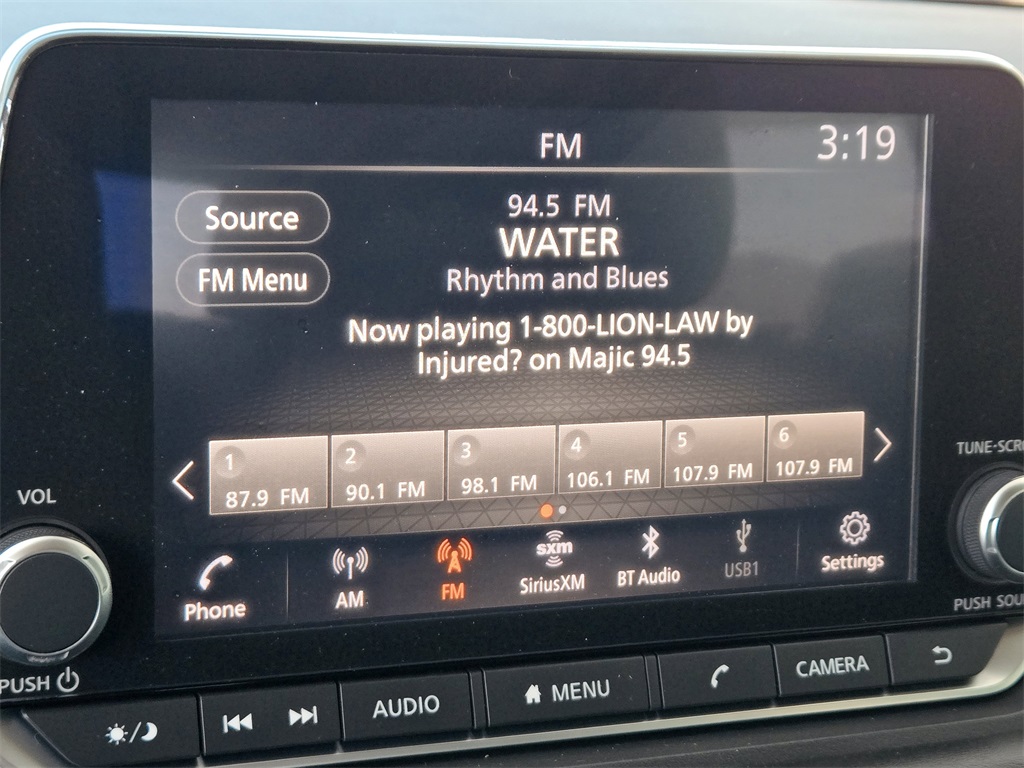 FM
3:19
Source
FM Menu
94.5 FM
WATER
Rhythm and Blues
Now playing 1-800-LION-LAW by
Injured? on Majic 94.5
1
87.9 FM
2
90.1 FM
3
98.1 FM
4
106.1 FM
5
107.9 FM
6
107.9 FM
Phone
AM
FM
sxm
SiriusXM
BT Audio
USB1
Settings
VOL
PUSH
TUNE·SCR
PUSH SOU
AUDIO
MENU
CAMERA